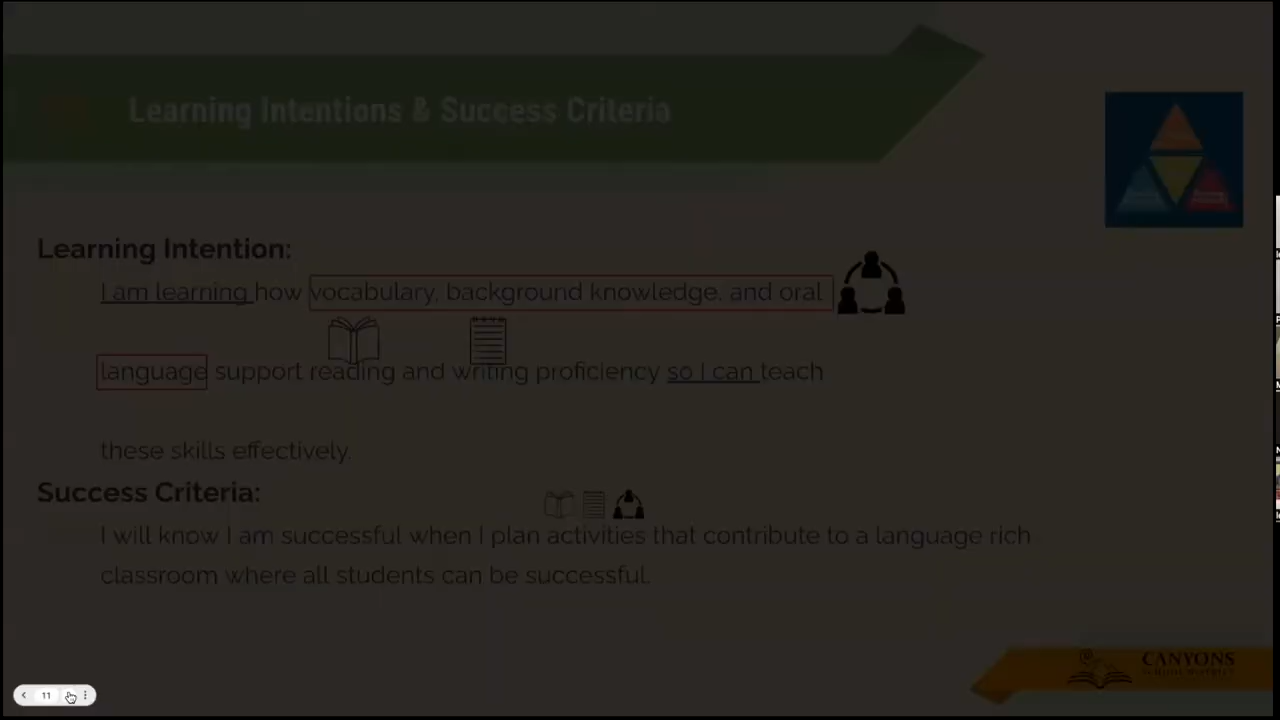 Learning Intentions & Success Criteria
Learning Intention:
I am learning how vocabulary, background knowledge, and oral
language support reading and writing proficiency so I can teach
these skills effectively.
Success Criteria:
I will know I am successful when I plan activities that contribute to a language rich
classroom where all students can be successful.
CANYONS
SCHOOL DISTRICT
11